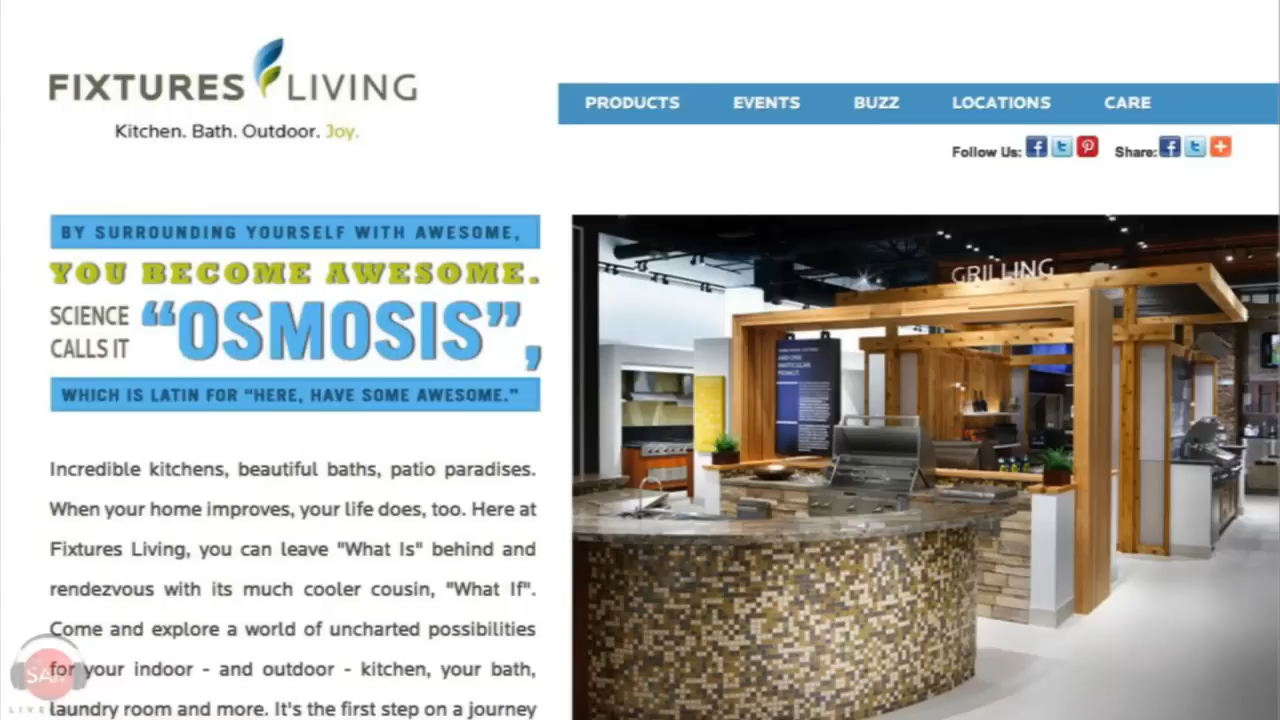 FIXTURES LIVING
Kitchen. Bath. Outdoor. Joy.
PRODUCTS EVENTS BUZZ LOCATIONS CARE
Follow Us: Share:
BY SURROUNDING YOURSELF WITH AWESOME,
YOU BECOME AWESOME.
SCIENCE
CALLS IT
“OSMOSIS”,
WHICH IS LATIN FOR “HERE, HAVE SOME AWESOME.”
Incredible kitchens, beautiful baths, patio paradises.
When your home improves, your life does, too. Here at
Fixtures Living, you can leave "What Is" behind and
rendezvous with its much cooler cousin, "What If".
Come and explore a world of uncharted possibilities
for your indoor - and outdoor - kitchen, your bath,
laundry room and more. It's the first step on a journey
GRILLING